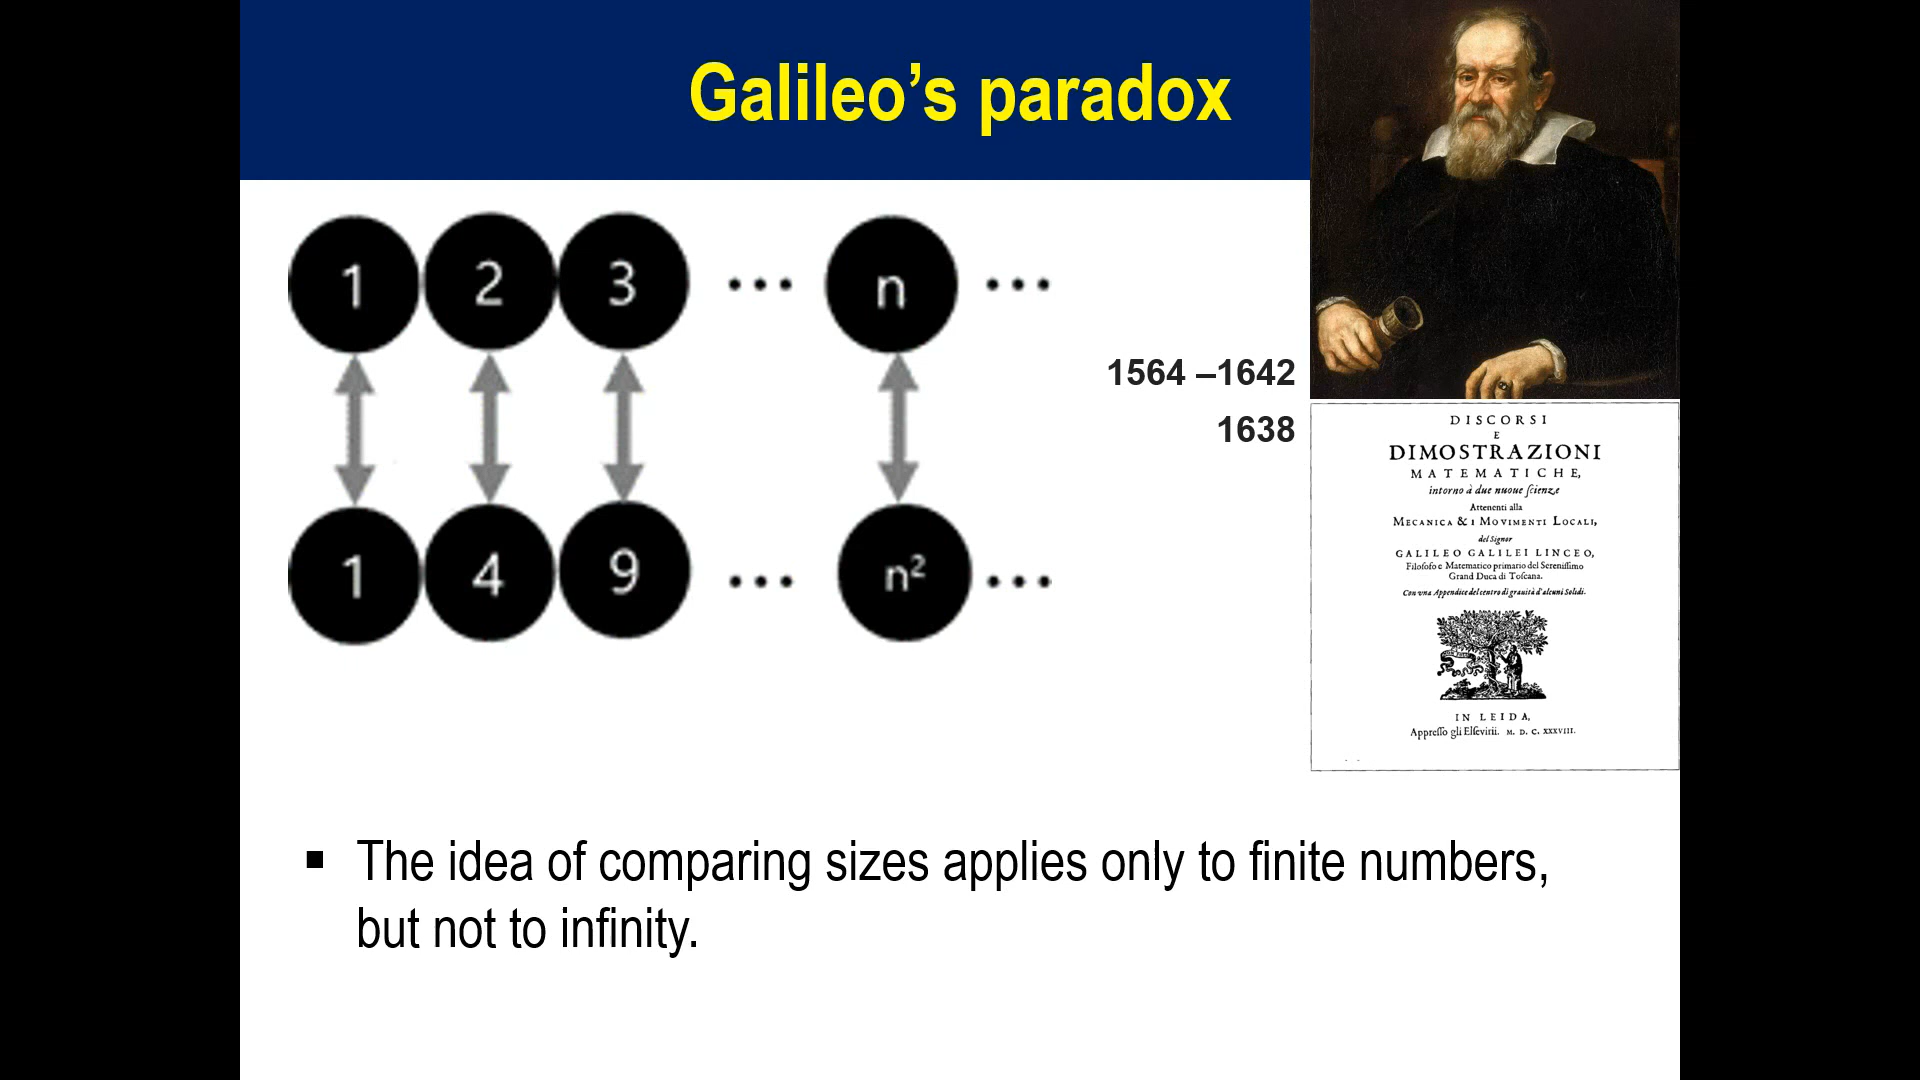 Galileo’s paradox
1 2 3 ... n ...
1 4 9 ... n² ...
1564 –1642
1638
DISCORSI
E
DIMOSTRAZIONI
MATEMATICHE,
intorno à due nuoue ſcienze
Attenenti alla
MECANICA & i MOVIMENTI LOCALI,
del Signor
GALILEO GALILEI LINCEO,
Filoſofo e Matematico primario del Sereniſſimo
Grand Duca di Toſcana.
Con vna Appendice del centro di grauità d'alcuni Solidi.
IN LEIDA,
Appreſſo gli Elſevirii. M. D. C. XXXVIII.
▪ The idea of comparing sizes applies only to finite numbers,
but not to infinity.